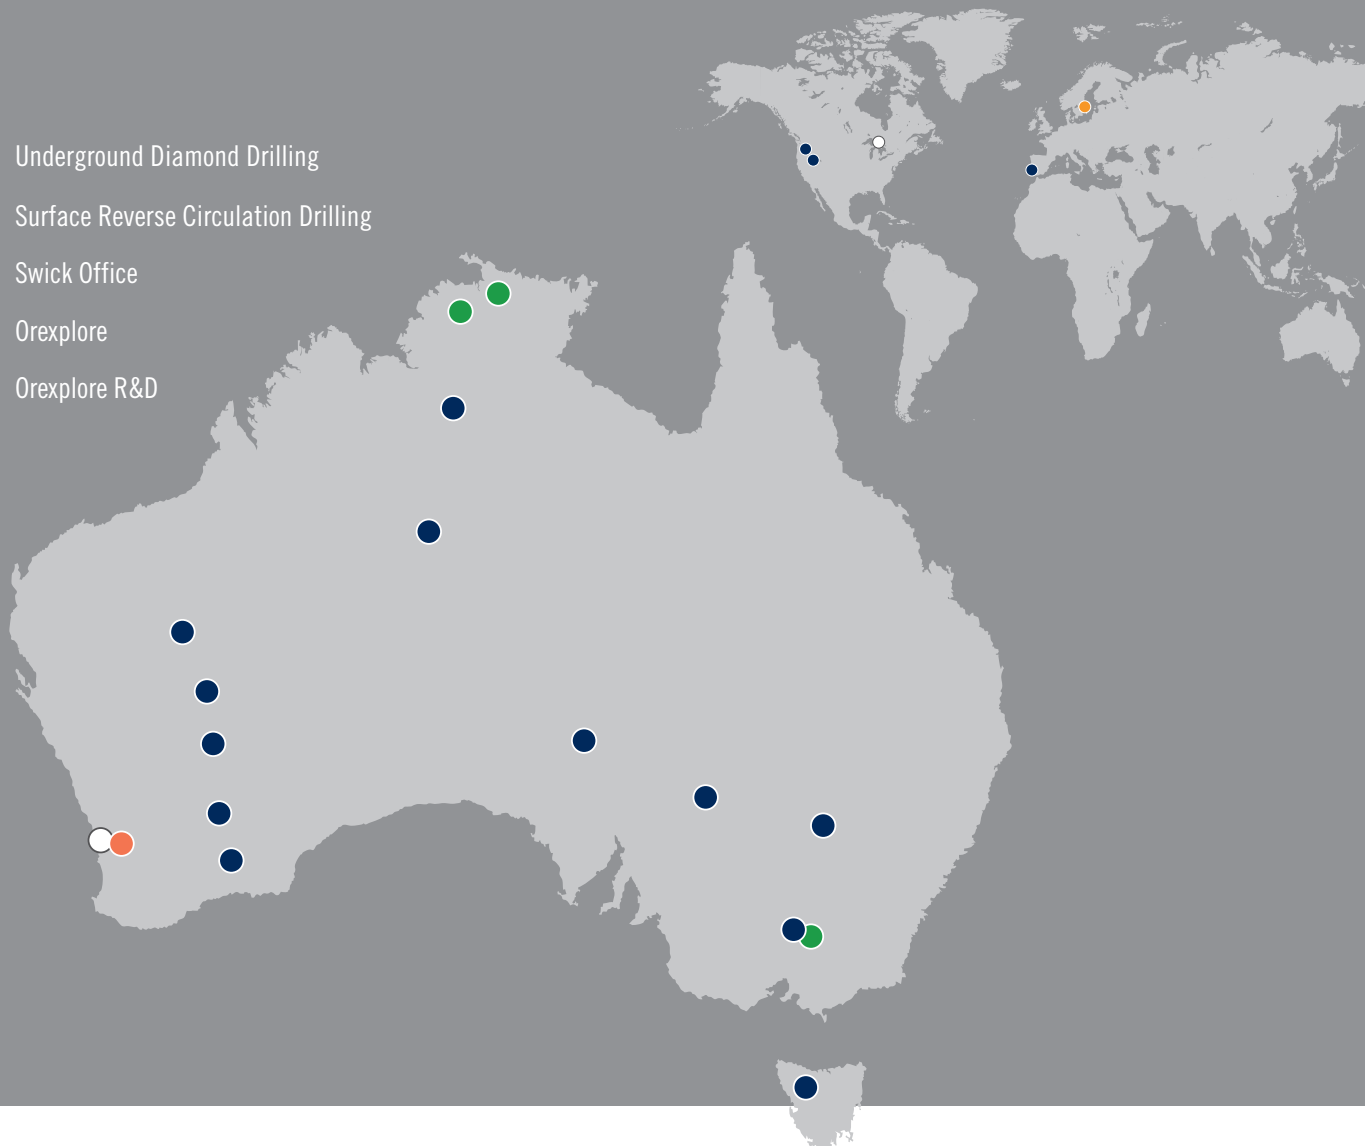 Underground Diamond Drilling
Surface Reverse Circulation Drilling
Swick Office
Orexplore
Orexplore R&D